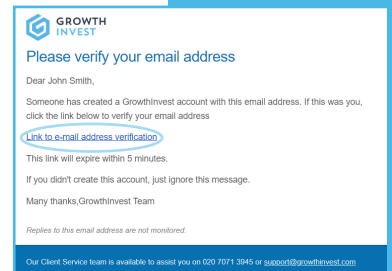 GROWTH
INVEST
Please verify your email address
Dear John Smith,
Someone has created a GrowthInvest account with this email address. If this was you,
click the link below to verify your email address
Link to e-mail address verification
This link will expire within 5 minutes.
If you didn't create this account, just ignore this message.
Many thanks,GrowthInvest Team
Replies to this email address are not monitored.
Our Client Service team is available to assist you on 020 7071 3945 or support@growthinvest.com